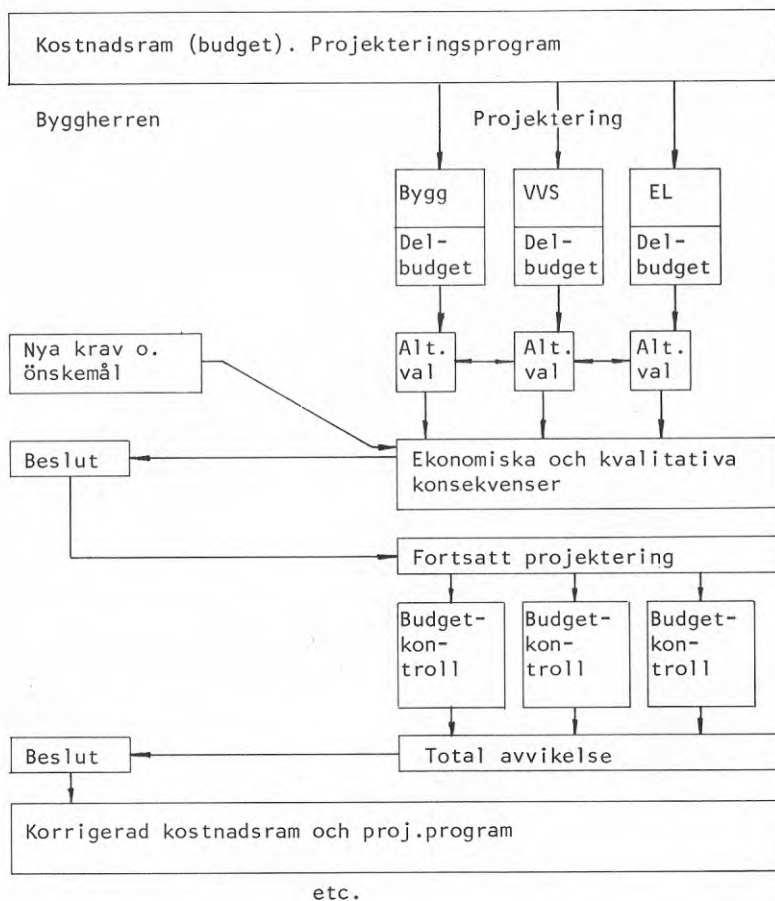 Kostnadsram (budget). Projekteringsprogram
Byggherren
Projektering
Bygg
VVS
EL
Del-
budget
Del-
budget
Del-
budget
Nya krav o.
önskemål
Alt.
val
Alt.
val
Alt.
val
Beslut
Ekonomiska och kvalitativa
konsekvenser
Fortsatt projektering
Budget-
kon-
troll
Budget-
kon-
troll
Budget-
kon-
troll
Beslut
Total avvikelse
Korrigerad kostnadsram och proj.program
etc.